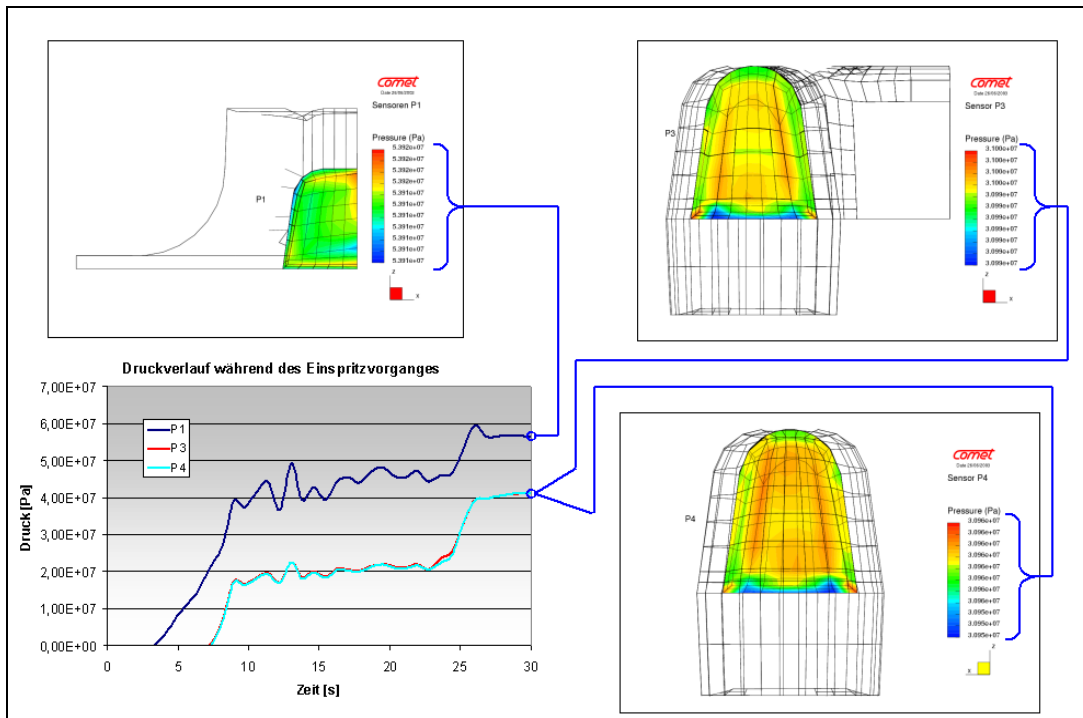 comet
Date 26/06/2003
Sensoren P1
Pressure (Pa)
5.392e+07
5.392e+07
5.392e+07
5.392e+07
5.391e+07
5.391e+07
5.391e+07
5.391e+07
5.391e+07
5.391e+07
5.391e+07
P1
z
x
comet
Sensor P3
Pressure (Pa)
3.100e+07
3.100e+07
3.100e+07
3.100e+07
3.099e+07
3.099e+07
3.099e+07
3.099e+07
3.099e+07
3.099e+07
P3
z
x
Druckverlauf während des Einspritzvorganges
7,00E+07
6,00E+07
5,00E+07
4,00E+07
3,00E+07
2,00E+07
1,00E+07
0,00E+00
Druck [Pa]
P1
P3
P4
0
5
10
15
20
25
30
Zeit [s]
comet
Sensor P4
Pressure (Pa)
3.096e+07
3.096e+07
3.096e+07
3.096e+07
3.096e+07
3.096e+07
3.096e+07
3.096e+07
3.095e+07
3.095e+07
3.095e+07
P4
z
x